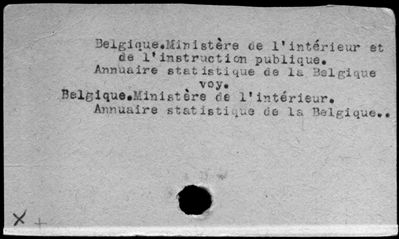 Belgique.Ministère de l'intérieur et
de l'instruction publique.
Annuaire statistique de la Belgique
voy.
Belgique.Ministère de l'intérieur.
Annuaire statistique de la Belgique..
X